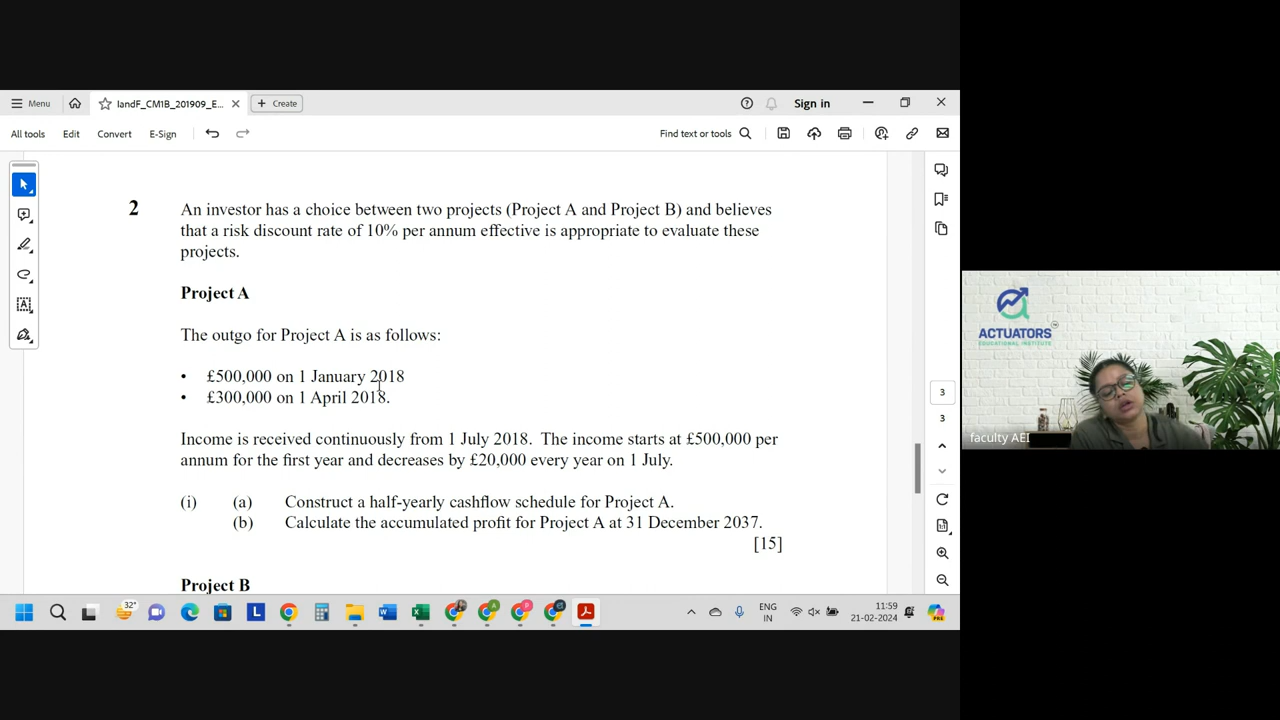 Menu
landF_CM1B_201909_E...
Create
Sign in
All tools
Edit
Convert
E-Sign
Find text or tools
2 An investor has a choice between two projects (Project A and Project B) and believes
that a risk discount rate of 10% per annum effective is appropriate to evaluate these
projects.
Project A
The outgo for Project A is as follows:
• £500,000 on 1 January 2018
• £300,000 on 1 April 2018.
Income is received continuously from 1 July 2018. The income starts at £500,000 per
annum for the first year and decreases by £20,000 every year on 1 July.
(i) (a) Construct a half-yearly cashflow schedule for Project A.
(b) Calculate the accumulated profit for Project A at 31 December 2037.
[15]
Project B
3
3
ACTUATORS
EDUCATIONAL INSTITUTE
TM
faculty AEI
32°
ENG
IN
11:59
21-02-2024